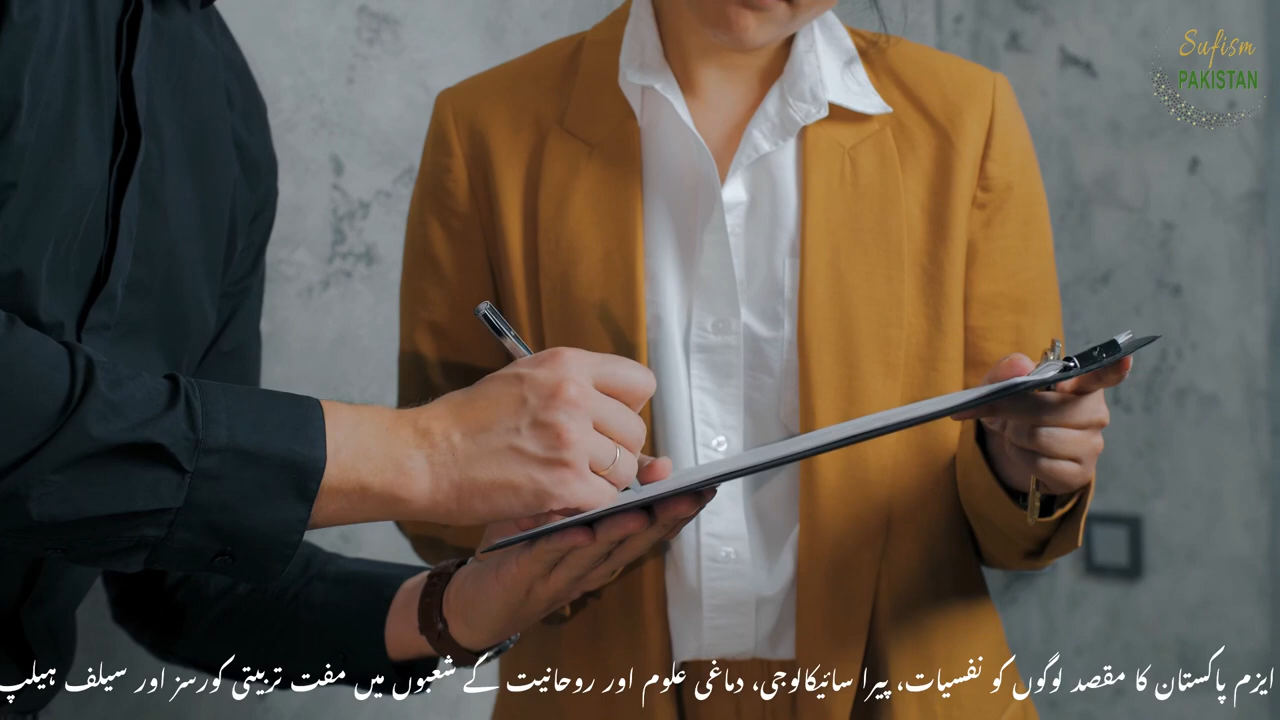 Sufism
PAKISTAN
ایزم پاکستان کا مقصد لوگوں کو نفسیات، پیرا سائیکالوجی، دماغی علوم اور روحانیت کے شعبوں میں مفت تربیتی کورسز اور سیلف ہیلپ